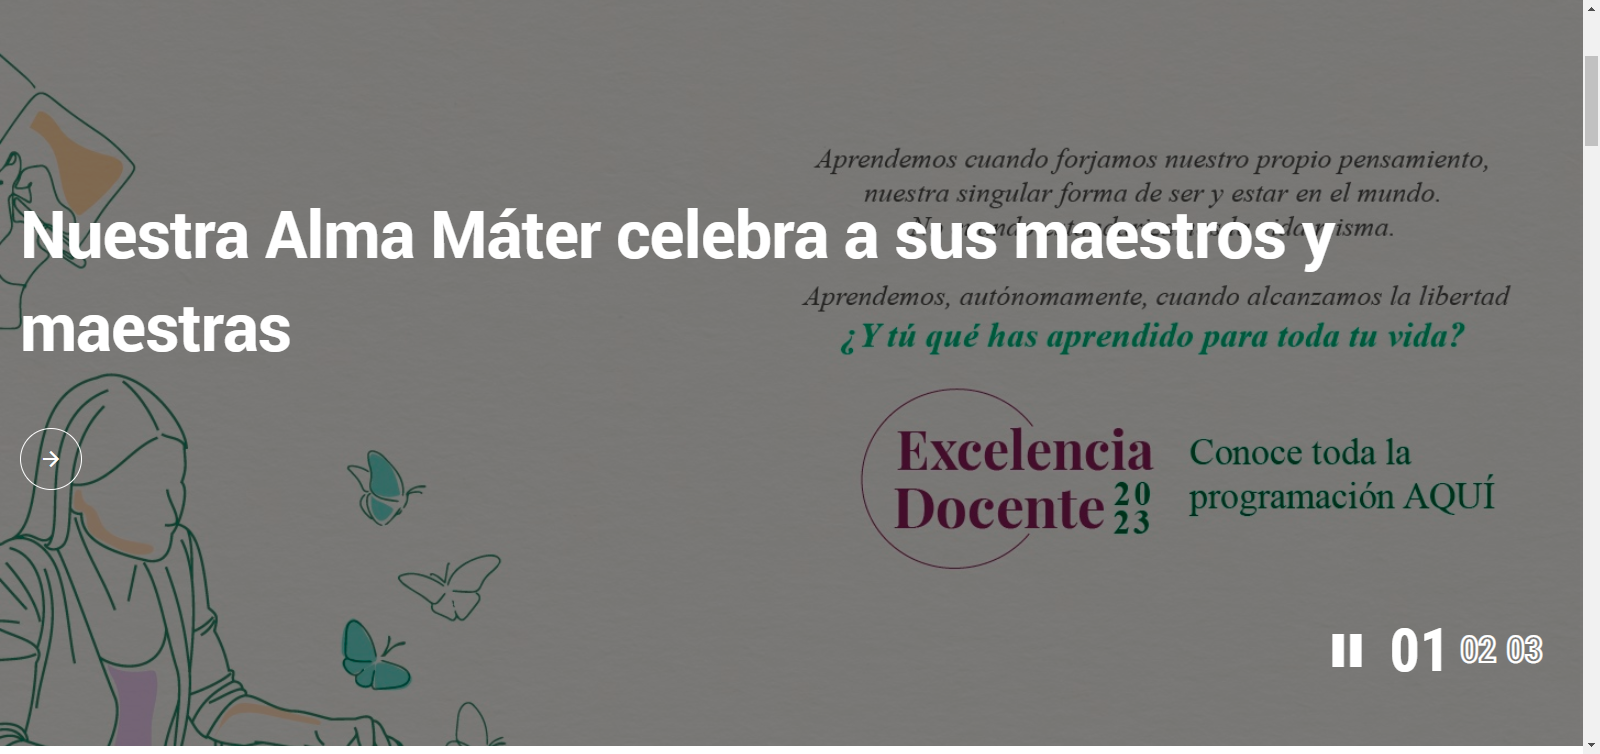 Aprendemos cuando forjamos nuestro propio pensamiento,
nuestra singular forma de ser y estar en el mundo.
Nuestra Alma Máter celebra a sus maestros y
maestras
Aprendemos, autónomamente, cuando alcanzamos la libertad
¿Y tú qué has aprendido para toda tu vida?
Excelencia
Docente 20
23
Conoce toda la
programación AQUÍ
01 02 03